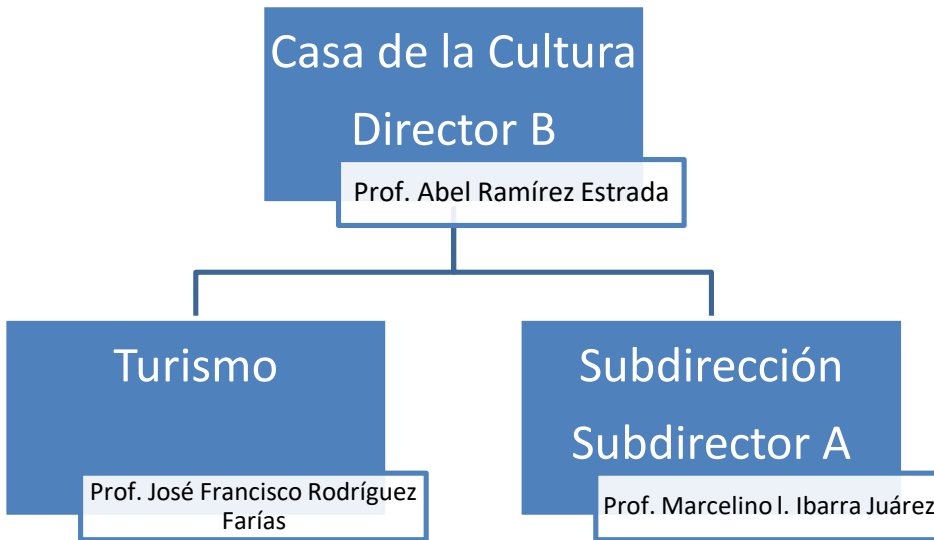 Casa de la Cultura
Director B
Prof. Abel Ramírez Estrada
Turismo
Prof. José Francisco Rodríguez
Farías
Subdirección
Subdirector A
Prof. Marcelino l. Ibarra Juárez